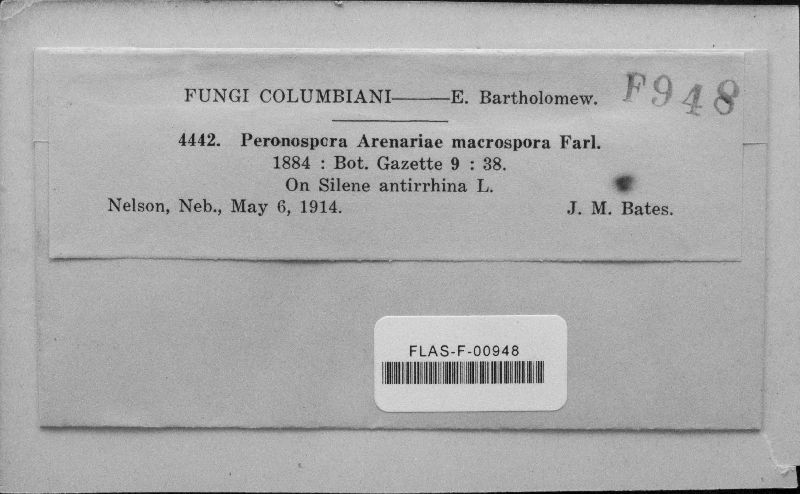 FUNGI COLUMBIANI——E. Bartholomew.
F948
4442. Peronospora Arenariae macrospora Farl.
1884 : Bot. Gazette 9 : 38.
On Silene antirrhina L.
Nelson, Neb., May 6, 1914. J. M. Bates.
FLAS-F-00948